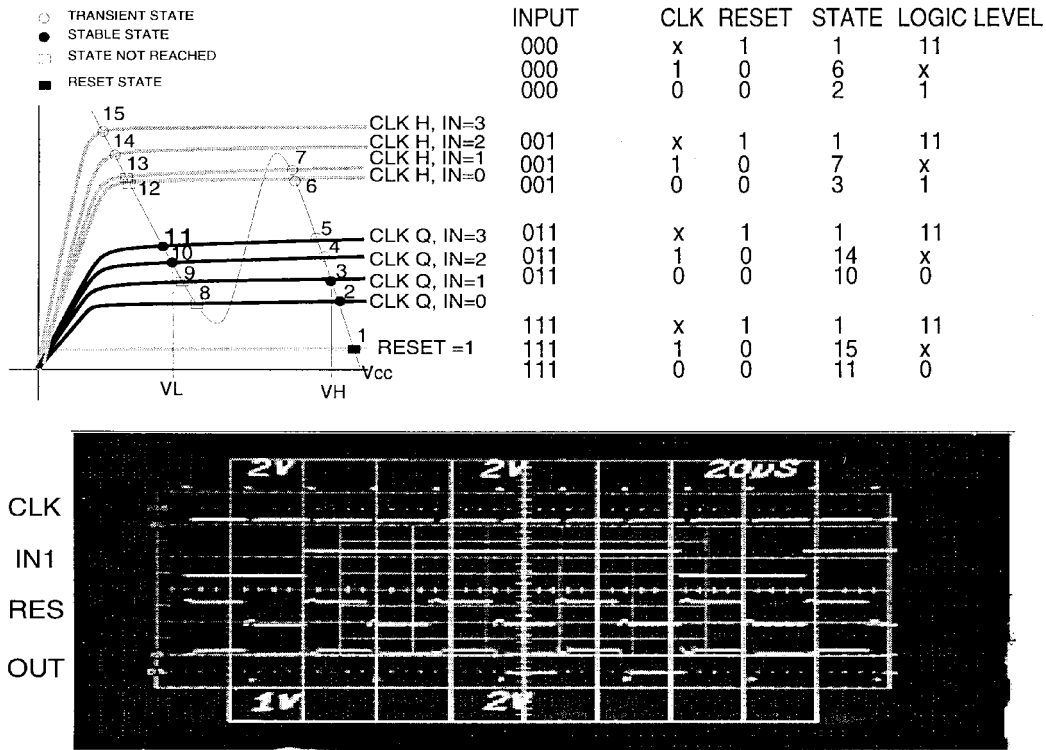 TRANSIENT STATE
STABLE STATE
STATE NOT REACHED
RESET STATE
15
14
13
12
7
6
11
10
9
8
5
4
3
2
1
CLK H, IN=3
CLK H, IN=2
CLK H, IN=1
CLK H, IN=0
CLK Q, IN=3
CLK Q, IN=2
CLK Q, IN=1
CLK Q, IN=0
RESET =1
Vcc
VL
VH
INPUT CLK RESET STATE LOGIC LEVEL
000 x 1 1 11
000 1 0 6 x
000 0 0 2 1
001 x 1 1 11
001 1 0 7 x
001 0 0 3 1
011 x 1 1 11
011 1 0 14 x
011 0 0 10 0
111 x 1 1 11
111 1 0 15 x
111 0 0 11 0
2V 2V 20µS
CLK
IN1
RES
OUT
1V 2V